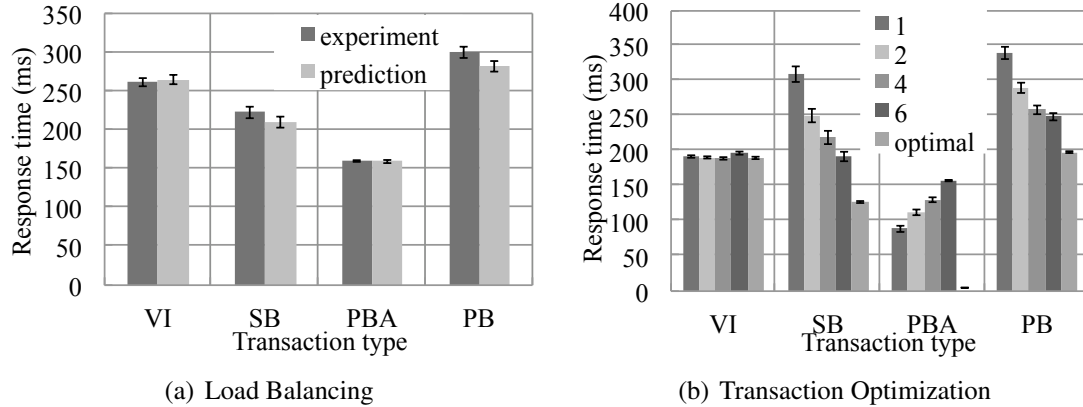 350
300
250
200
150
100
50
0
Response time (ms)
experiment
prediction
VI SB PBA PB
Transaction type
(a) Load Balancing
400
350
300
250
200
150
100
50
0
Response time (ms)
1
2
4
6
optimal
VI SB PBA PB
Transaction type
(b) Transaction Optimization